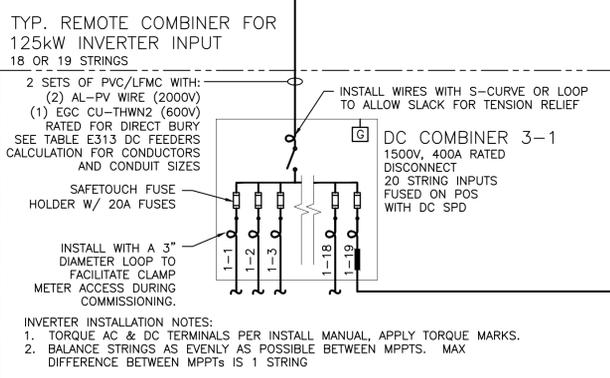 TYP. REMOTE COMBINER FOR
125kW INVERTER INPUT
18 OR 19 STRINGS
2 SETS OF PVC/LFMC WITH:
(2) AL-PV WIRE (2000V)
(1) EGC CU-THWN2 (600V)
RATED FOR DIRECT BURY
SEE TABLE E313 DC FEEDERS
CALCULATION FOR CONDUCTORS
AND CONDUIT SIZES
INSTALL WIRES WITH S-CURVE OR LOOP
TO ALLOW SLACK FOR TENSION RELIEF
G
DC COMBINER 3-1
1500V, 400A RATED
DISCONNECT
20 STRING INPUTS
FUSED ON POS
WITH DC SPD
SAFETOUCH FUSE
HOLDER W/ 20A FUSES
INSTALL WITH A 3"
DIAMETER LOOP TO
FACILITATE CLAMP
METER ACCESS DURING
COMMISSIONING.
1-1
1-2
1-3
1-18
1-19
INVERTER INSTALLATION NOTES:
1. TORQUE AC & DC TERMINALS PER INSTALL MANUAL, APPLY TORQUE MARKS.
2. BALANCE STRINGS AS EVENLY AS POSSIBLE BETWEEN MPPTS. MAX
DIFFERENCE BETWEEN MPPTs IS 1 STRING